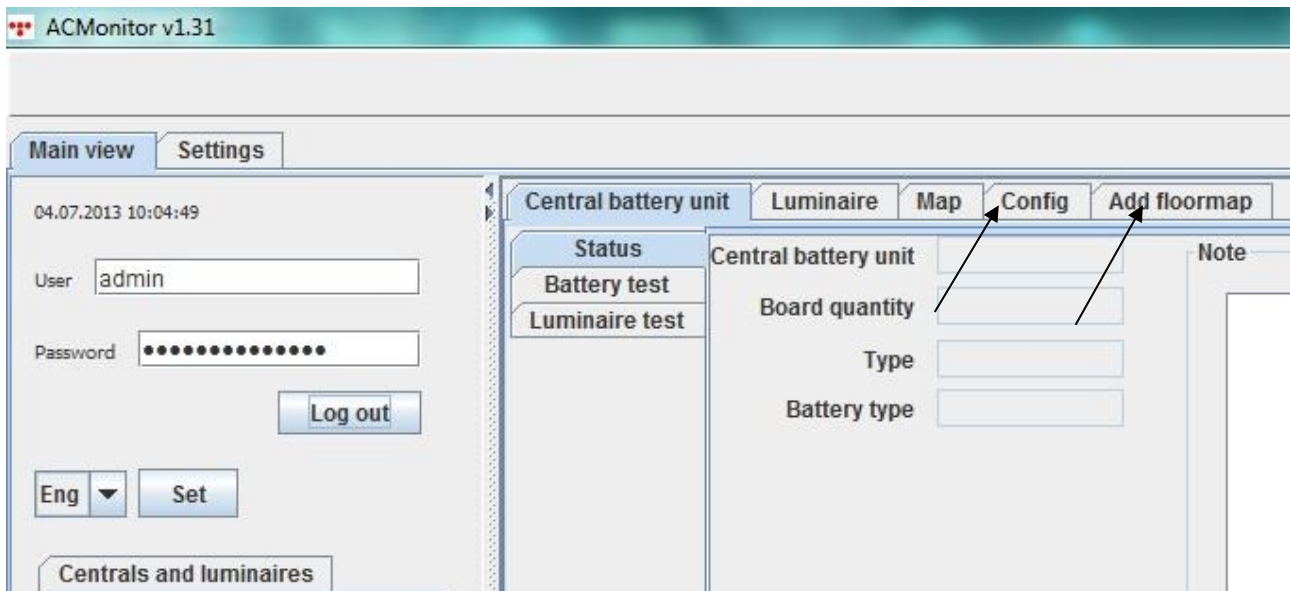 ACMonitor v1.31
Main view Settings
04.07.2013 10:04:49
User admin
Password ••••••••••••••
Log out
Eng Set
Centrals and luminaires
Central battery unit Luminaire Map Config Add floormap
Status
Battery test
Luminaire test
Central battery unit
Board quantity
Type
Battery type
Note